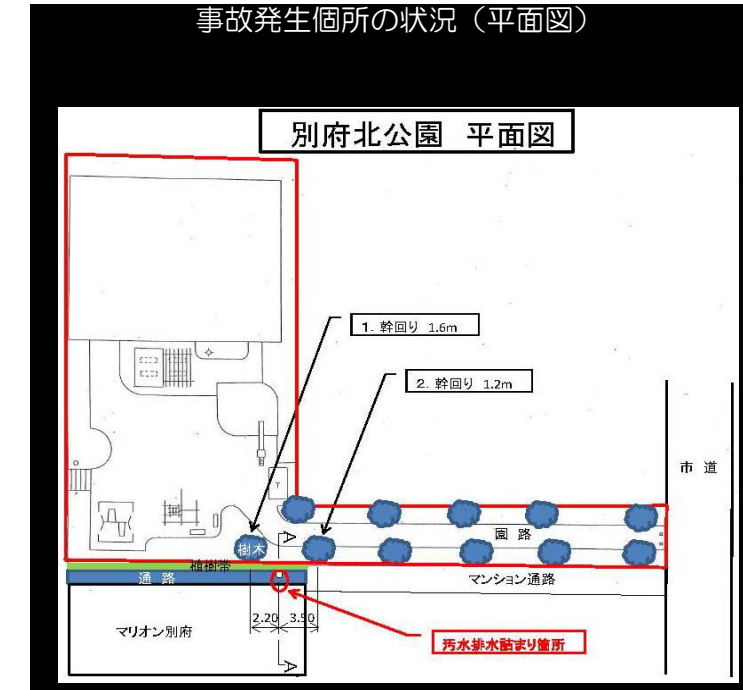 事故発生個所の状況（平面図）
別府北公園 平面図
1. 幹回り 1.6m
2. 幹回り 1.2m
市 道
T
園 路
A
樹木
植樹帯
通 路
マンション通路
2.20 3.50
マリオン別府
汚水排水詰まり箇所
A